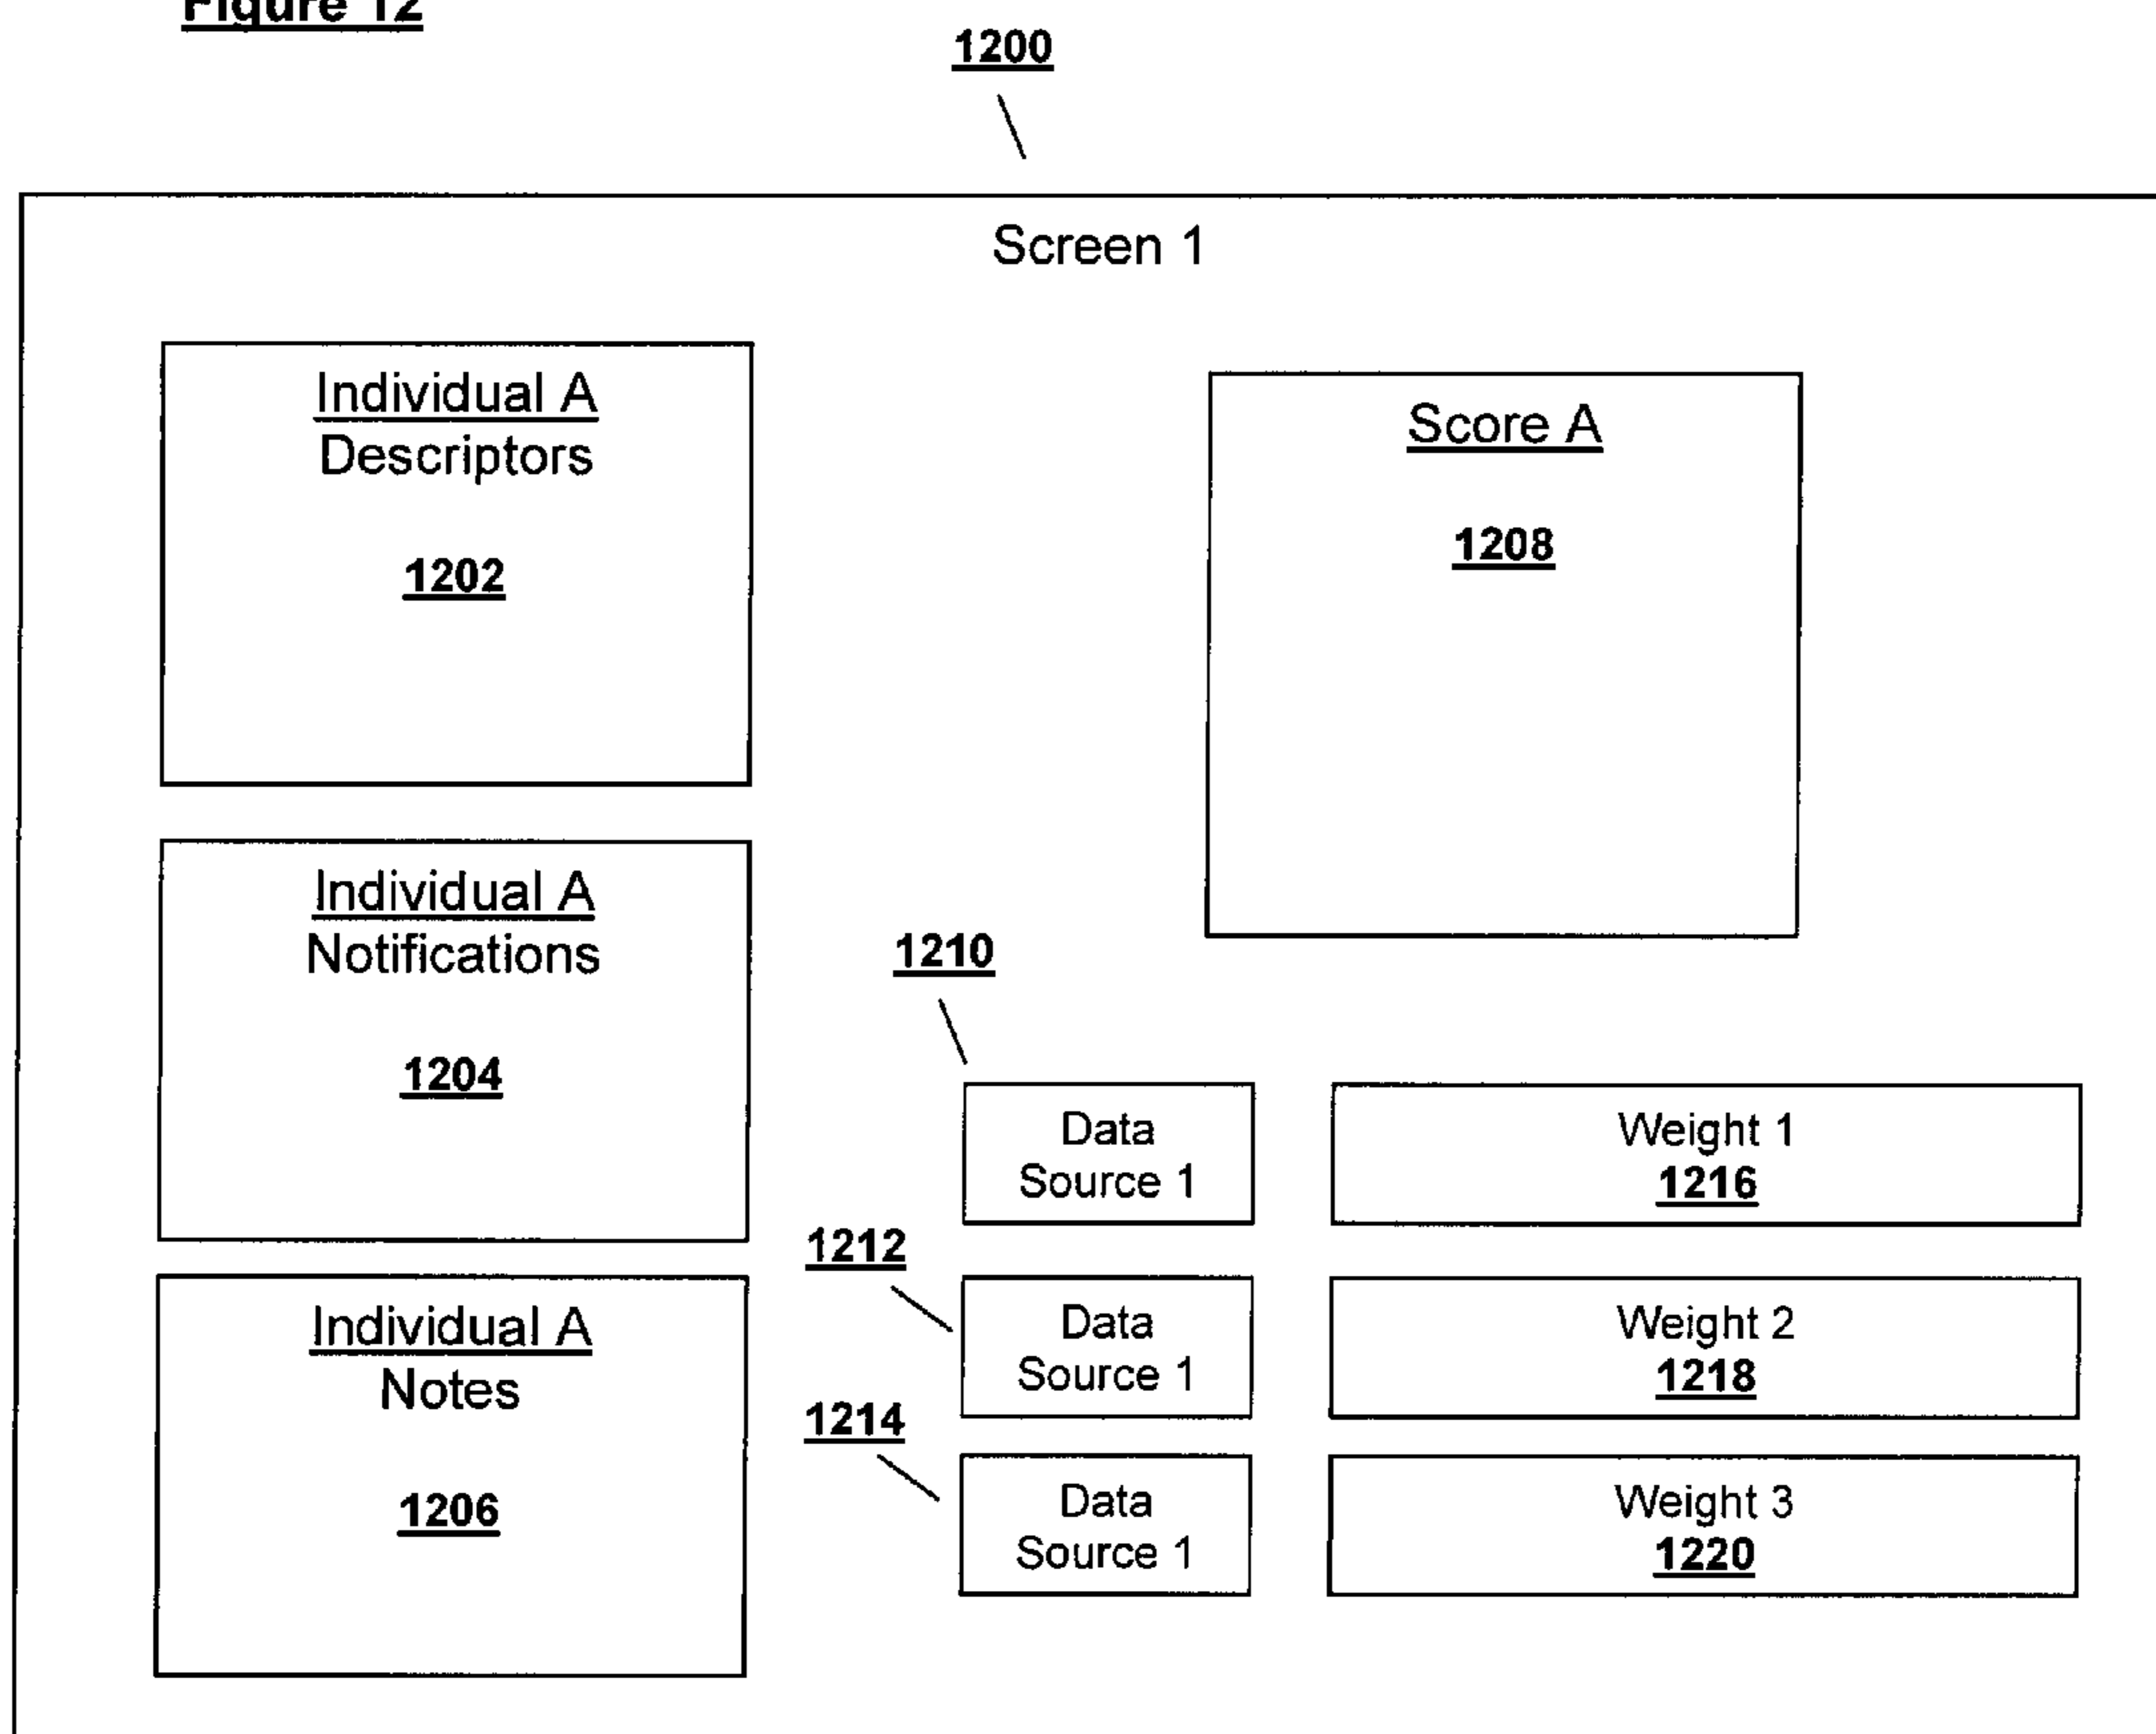 Figure 12
1200
Screen 1
Individual A
Descriptors
1202
Score A
1208
Individual A
Notifications
1204
1210
Data
Source 1
Weight 1
1216
1212
Data
Source 1
Weight 2
1218
Individual A
Notes
1206
1214
Data
Source 1
Weight 3
1220